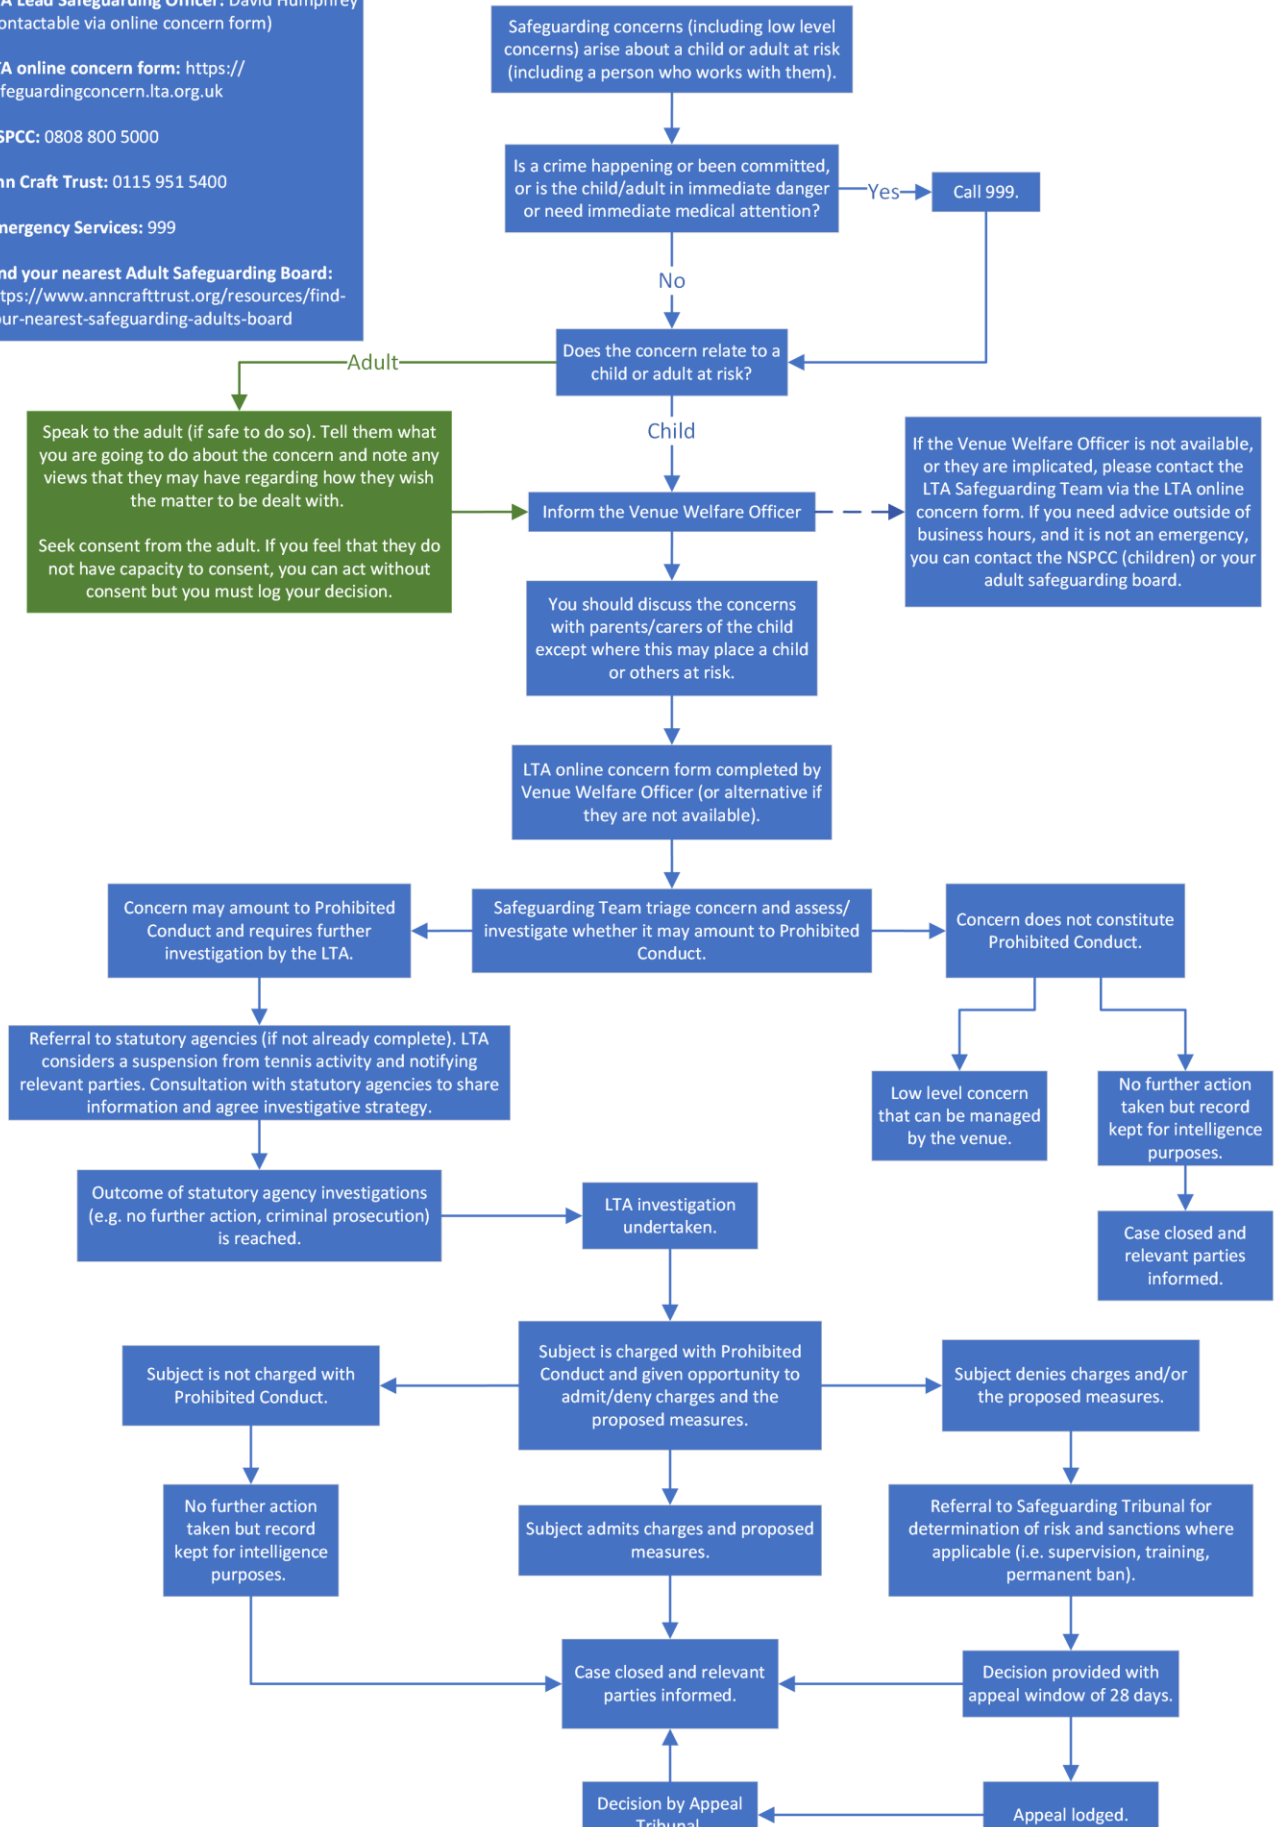 Lead Safeguarding Officer: David Humphrey
contactable via online concern form)
online concern form: https://
feguardingconcern.lta.org.uk
SPCC: 0808 800 5000
nn Craft Trust: 0115 951 5400
mergency Services: 999
nd your nearest Adult Safeguarding Board:
tps://www.anncrafttrust.org/resources/find-
ur-nearest-safeguarding-adults-board
Safeguarding concerns (including low level
concerns) arise about a child or adult at risk
(including a person who works with them).
Is a crime happening or been committed,
or is the child/adult in immediate danger
or need immediate medical attention?
Yes
Call 999.
No
Does the concern relate to a
child or adult at risk?
Adult
Child
Speak to the adult (if safe to do so). Tell them what
you are going to do about the concern and note any
views that they may have regarding how they wish
the matter to be dealt with.
Seek consent from the adult. If you feel that they do
not have capacity to consent, you can act without
consent but you must log your decision.
Inform the Venue Welfare Officer
If the Venue Welfare Officer is not available,
or they are implicated, please contact the
LTA Safeguarding Team via the LTA online
concern form. If you need advice outside of
business hours, and it is not an emergency,
you can contact the NSPCC (children) or your
adult safeguarding board.
You should discuss the concerns
with parents/carers of the child
except where this may place a child
or others at risk.
LTA online concern form completed by
Venue Welfare Officer (or alternative if
they are not available).
Concern may amount to Prohibited
Conduct and requires further
investigation by the LTA.
Safeguarding Team triage concern and assess/
investigate whether it may amount to Prohibited
Conduct.
Concern does not constitute
Prohibited Conduct.
Referral to statutory agencies (if not already complete). LTA
considers a suspension from tennis activity and notifying
relevant parties. Consultation with statutory agencies to share
information and agree investigative strategy.
Low level concern
that can be managed
by the venue.
No further action
taken but record
kept for intelligence
purposes.
Outcome of statutory agency investigations
(e.g. no further action, criminal prosecution)
is reached.
LTA investigation
undertaken.
Case closed and
relevant parties
informed.
Subject is not charged with
Prohibited Conduct.
Subject is charged with Prohibited
Conduct and given opportunity to
admit/deny charges and the
proposed measures.
Subject denies charges and/or
the proposed measures.
No further action
taken but record
kept for intelligence
purposes.
Subject admits charges and proposed
measures.
Referral to Safeguarding Tribunal for
determination of risk and sanctions where
applicable (i.e. supervision, training,
permanent ban).
Case closed and relevant
parties informed.
Decision provided with
appeal window of 28 days.
Decision by Appeal
Tribunal
Appeal lodged.